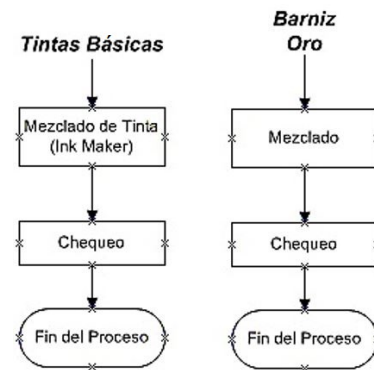 Tintas Básicas
Mezclado de Tinta
(Ink Maker)
Chequeo
Fin del Proceso
Barniz
Oro
Mezclado
Chequeo
Fin del Proceso